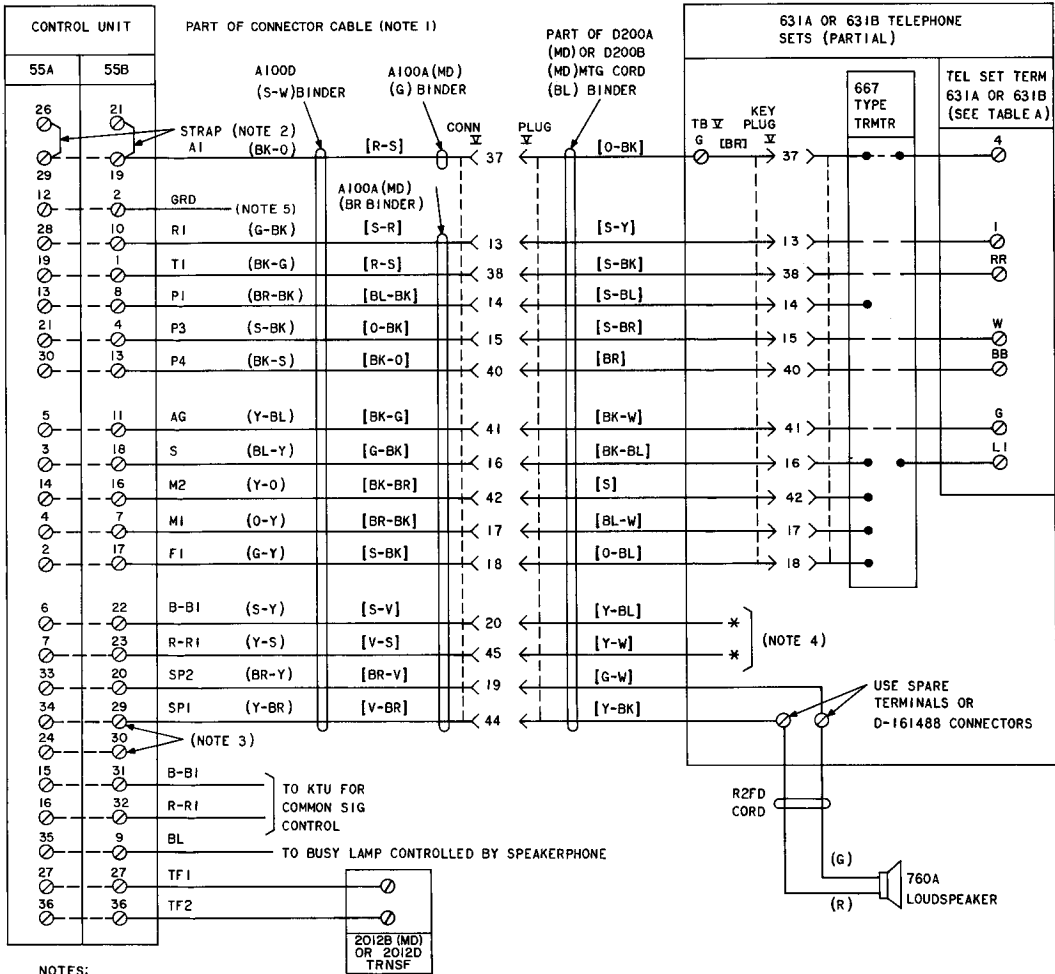 CONTROL UNIT
55A 55B
PART OF CONNECTOR CABLE (NOTE 1)
A100D
(S-W) BINDER
A100A (MD)
(G) BINDER
PART OF D200A
(MD) OR D200B
(MD) MTG CORD
(BL) BINDER
631A OR 631B TELEPHONE
SETS (PARTIAL)
667
TYPE
TRMTR
TEL SET TERM
631A OR 631B
(SEE TABLE A)
CONN
PLUG
TB
KEY
PLUG
26 21
STRAP (NOTE 2)
29 19 A1 (BK-O) [R-S] 37 [O-BK] G [BR] 37 4
A100A (MD)
(BR BINDER)
12 2 GRD (NOTE 5)
28 10 R1 (G-BK) [S-R] 13 [S-Y] 13 1
19 1 T1 (BK-G) [R-S] 38 [S-BK] 38 RR
13 8 P1 (BR-BK) [BL-BK] 14 [S-BL] 14
21 4 P3 (S-BK) [O-BK] 15 [S-BR] 15 W
30 13 P4 (BK-S) [BK-O] 40 [BR] 40 BB
5 11 AG (Y-BL) [BK-G] 41 [BK-W] 41 G
3 18 S (BL-Y) [G-BK] 16 [BK-BL] 16 L1
14 16 M2 (Y-O) [BK-BR] 42 [S] 42
4 7 M1 (O-Y) [BR-BK] 17 [BL-W] 17
2 17 F1 (G-Y) [S-BK] 18 [O-BL] 18
6 22 B-B1 (S-Y) [S-V] 20 [Y-BL] *
7 23 R-R1 (Y-S) [V-S] 45 [Y-W] *
(NOTE 4)
33 20 SP2 (BR-Y) [BR-V] 19 [G-W]
34 29 SP1 (Y-BR) [V-BR] 44 [Y-BK]
USE SPARE
TERMINALS OR
D-161488 CONNECTORS
24 30 (NOTE 3)
15 31 B-B1
16 32 R-R1
TO KTU FOR
COMMON SIG
CONTROL
35 9 BL TO BUSY LAMP CONTROLLED BY SPEAKERPHONE
27 27 TF1
36 36 TF2
2012B (MD)
OR 2012D
TRNSF
R2FD
CORD
(G)
(R)
760A
LOUDSPEAKER
NOTES: